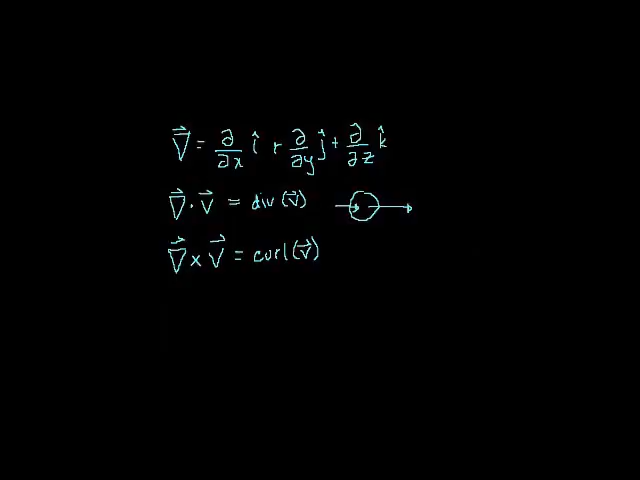 ∇⃗ = ∂/∂x î + ∂/∂y ĵ + ∂/∂z k̂
∇⃗ · v⃗ = div(v⃗)
∇⃗ × v⃗ = curl(v⃗)